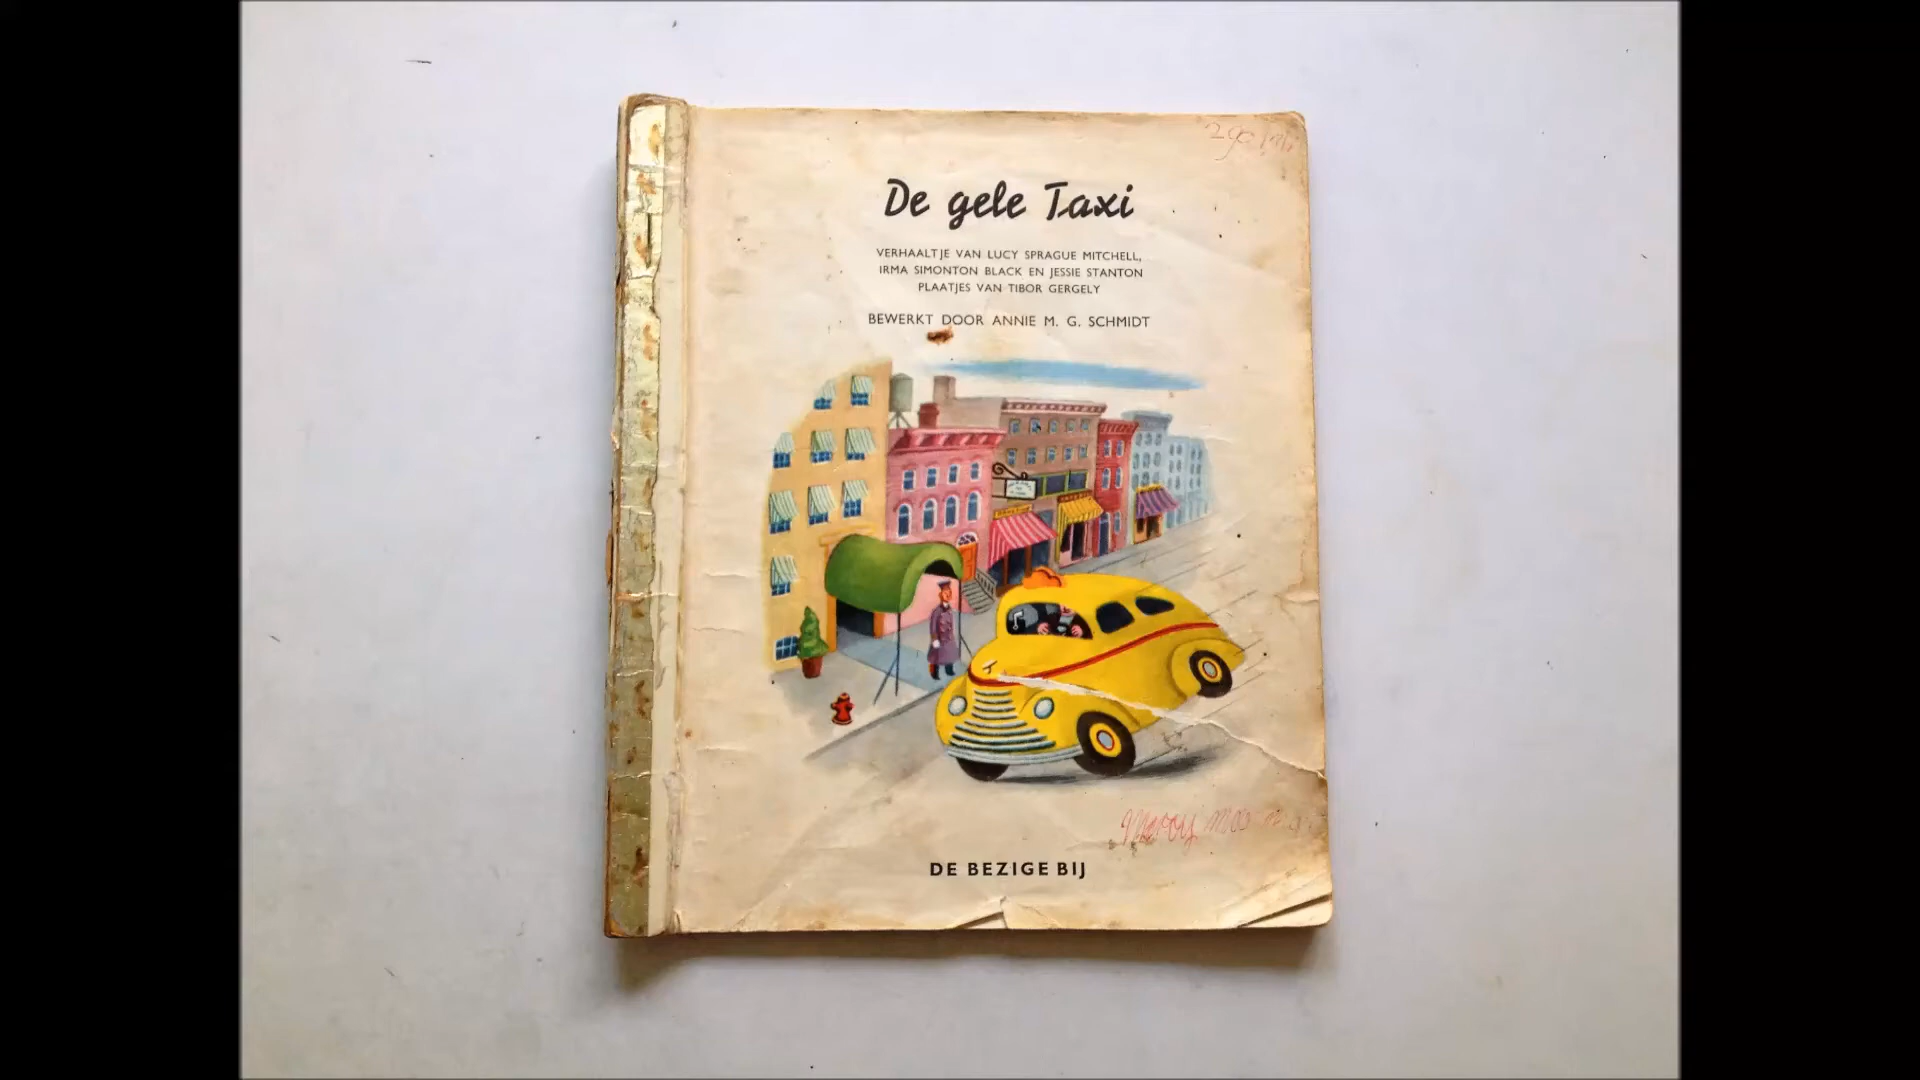 De gele Taxi
VERHAALTJE VAN LUCY SPRAGUE MITCHELL,
IRMA SIMONTON BLACK EN JESSIE STANTON
PLAATJES VAN TIBOR GERGELY
BEWERKT DOOR ANNIE M. G. SCHMIDT
DE BEZIGE BIJ